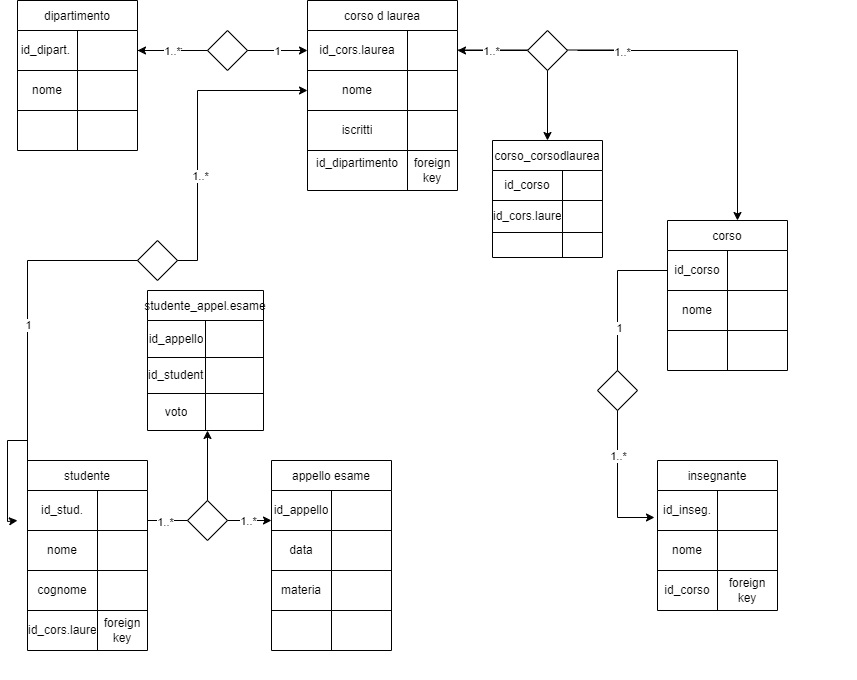 dipartimento
id_dipart.
nome
1..*
1
corso d laurea
id_cors.laurea
nome
iscritti
id_dipartimento
foreign
key
1..*
1..*
corso_corsodlaurea
id_corso
id_cors.laure
corso
id_corso
nome
1..*
1
studente_appel.esame
id_appello
id_student
voto
1
1..*
studente
id_stud.
nome
cognome
id_cors.laure
foreign
key
1..*
1..*
appello esame
id_appello
data
materia
insegnante
id_inseg.
nome
id_corso
foreign
key